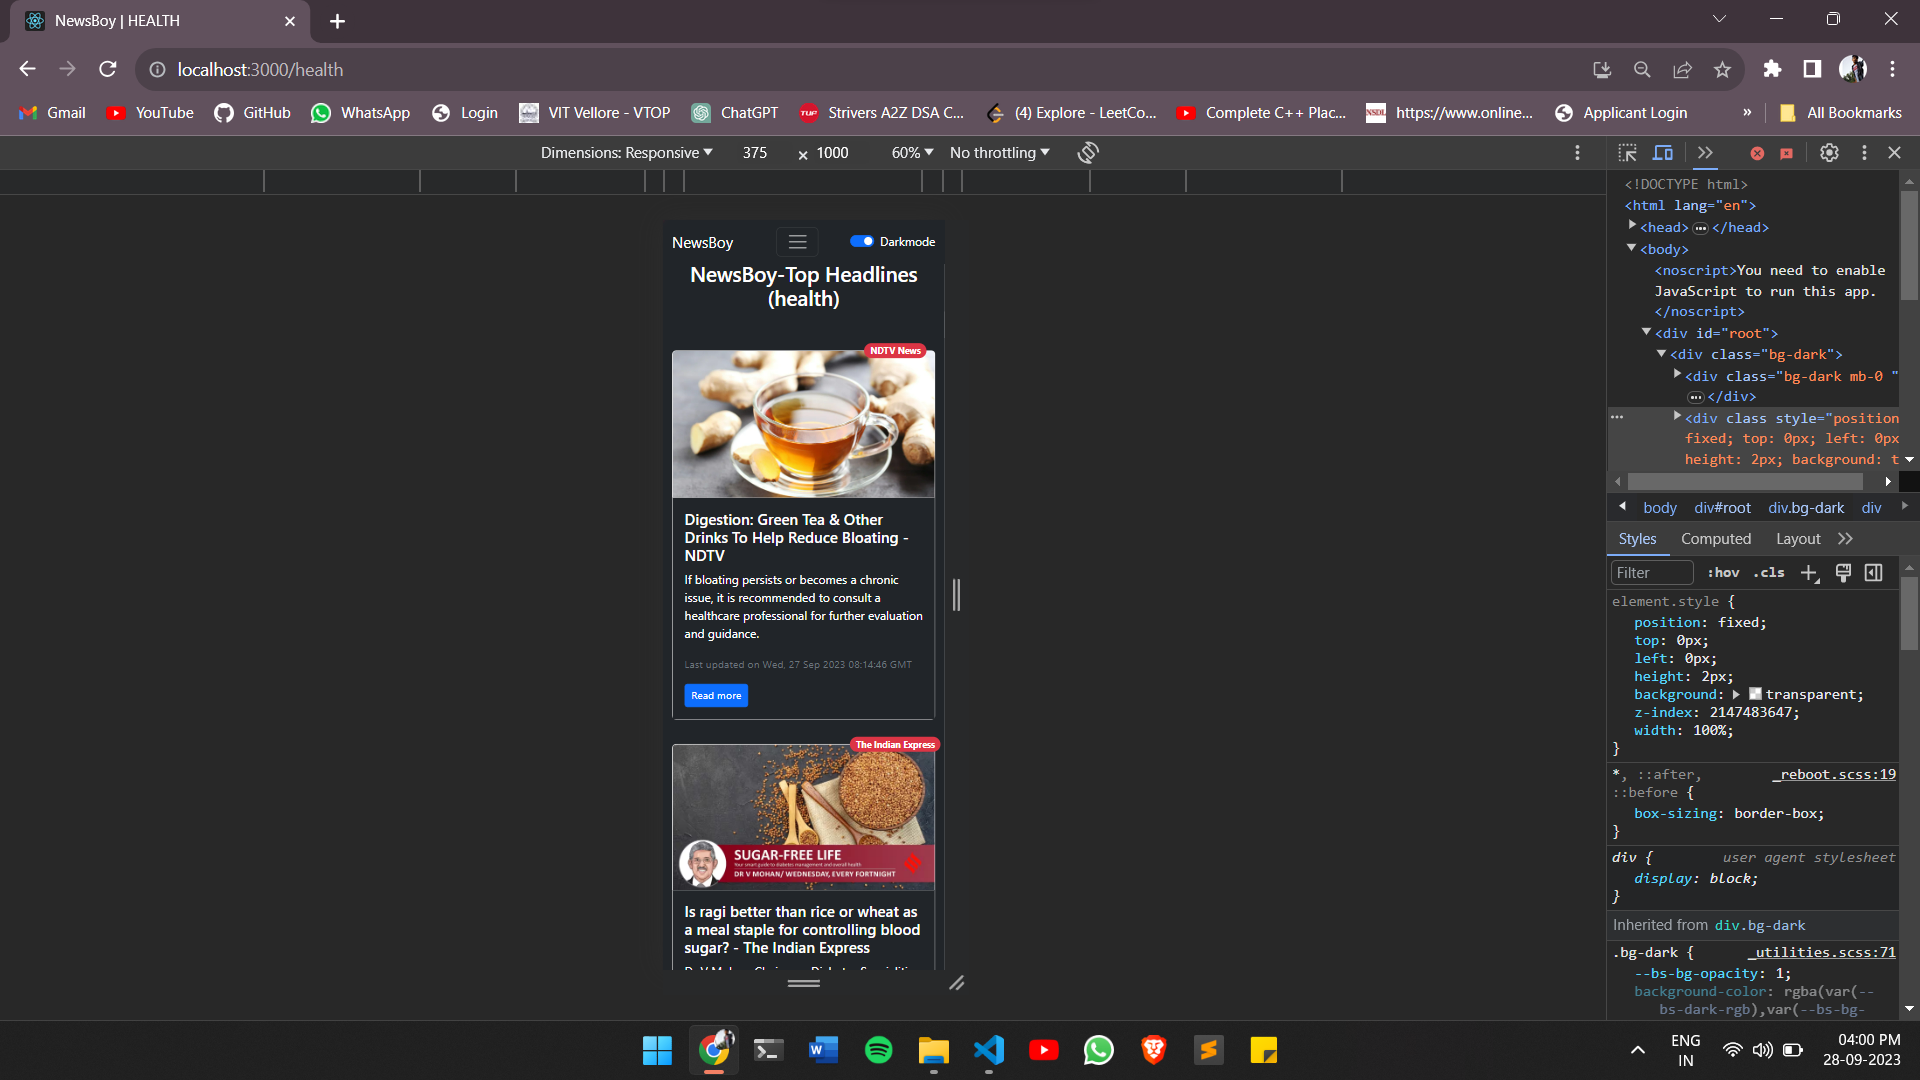 NewsBoy | HEALTH
localhost:3000/health
Gmail YouTube GitHub WhatsApp Login VIT Vellore - VTOP ChatGPT Strivers A2Z DSA C... (4) Explore - LeetCo... Complete C++ Plac... https://www.online... Applicant Login » All Bookmarks
Dimensions: Responsive 375 × 1000 60% No throttling
NewsBoy Darkmode
NewsBoy-Top Headlines
(health)
NDTV News
Digestion: Green Tea & Other
Drinks To Help Reduce Bloating -
NDTV
If bloating persists or becomes a chronic
issue, it is recommended to consult a
healthcare professional for further evaluation
and guidance.
Last updated on Wed, 27 Sep 2023 08:14:46 GMT
Read more
The Indian Express
SUGAR-FREE LIFE
Your smart guide to diabetes management and overall health
DR V MOHAN/ WEDNESDAY, EVERY FORTNIGHT
Is ragi better than rice or wheat as
a meal staple for controlling blood
sugar? - The Indian Express
<!DOCTYPE html>
<html lang="en">
<head> ••• </head>
<body>
<noscript>You need to enable
JavaScript to run this app.
</noscript>
<div id="root">
<div class="bg-dark">
<div class="bg-dark mb-0 "
••• </div>
••• <div class style="position
fixed; top: 0px; left: 0px
height: 2px; background: t
body div#root div.bg-dark div
Styles Computed Layout
Filter :hov .cls
element.style {
position: fixed;
top: 0px;
left: 0px;
height: 2px;
background: transparent;
z-index: 2147483647;
width: 100%;
}
*, ::after, _reboot.scss:19
::before {
box-sizing: border-box;
}
div { user agent stylesheet
display: block;
}
Inherited from div.bg-dark
.bg-dark { _utilities.scss:71
--bs-bg-opacity: 1;
background-color: rgba(var(--
bs-dark-rgb),var(--bs-bg-
TUF
NSDL
ENG
IN
04:00 PM
28-09-2023